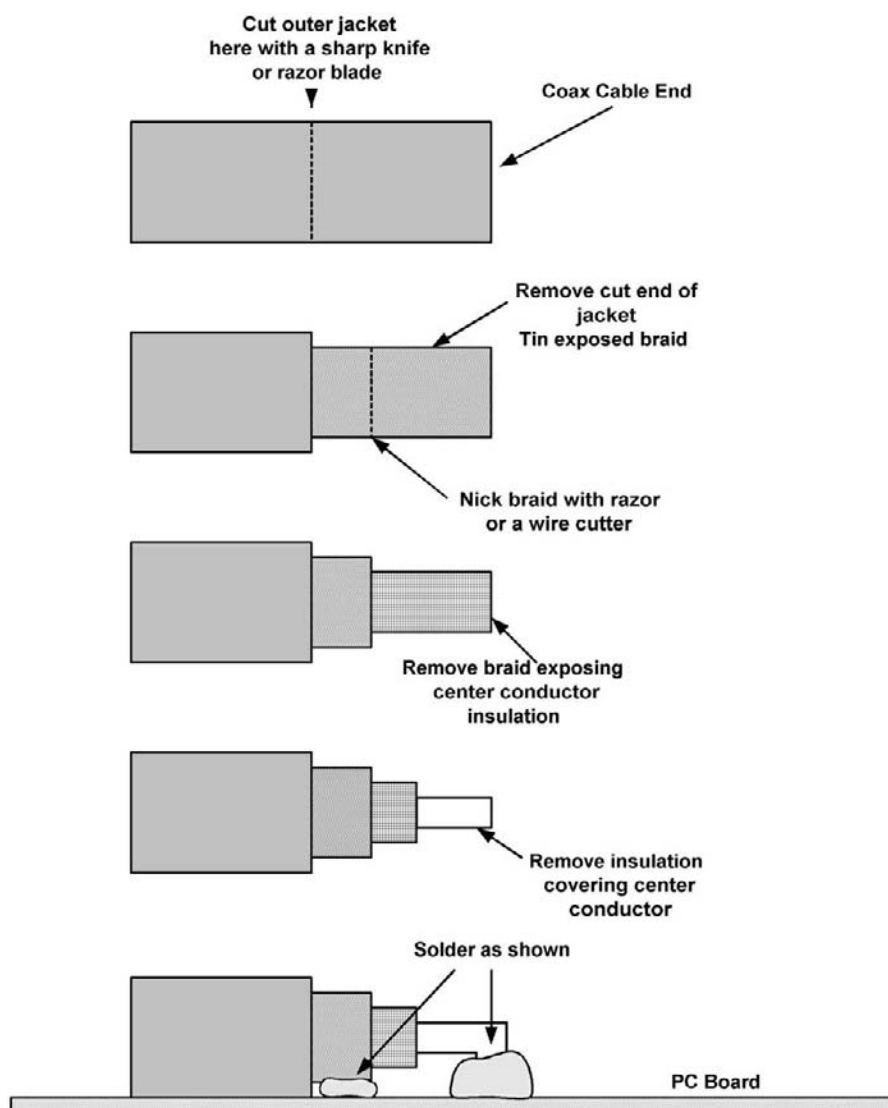 Cut outer jacket
here with a sharp knife
or razor blade
Coax Cable End
Remove cut end of
jacket
Tin exposed braid
Nick braid with razor
or a wire cutter
Remove braid exposing
center conductor
insulation
Remove insulation
covering center
conductor
Solder as shown
PC Board